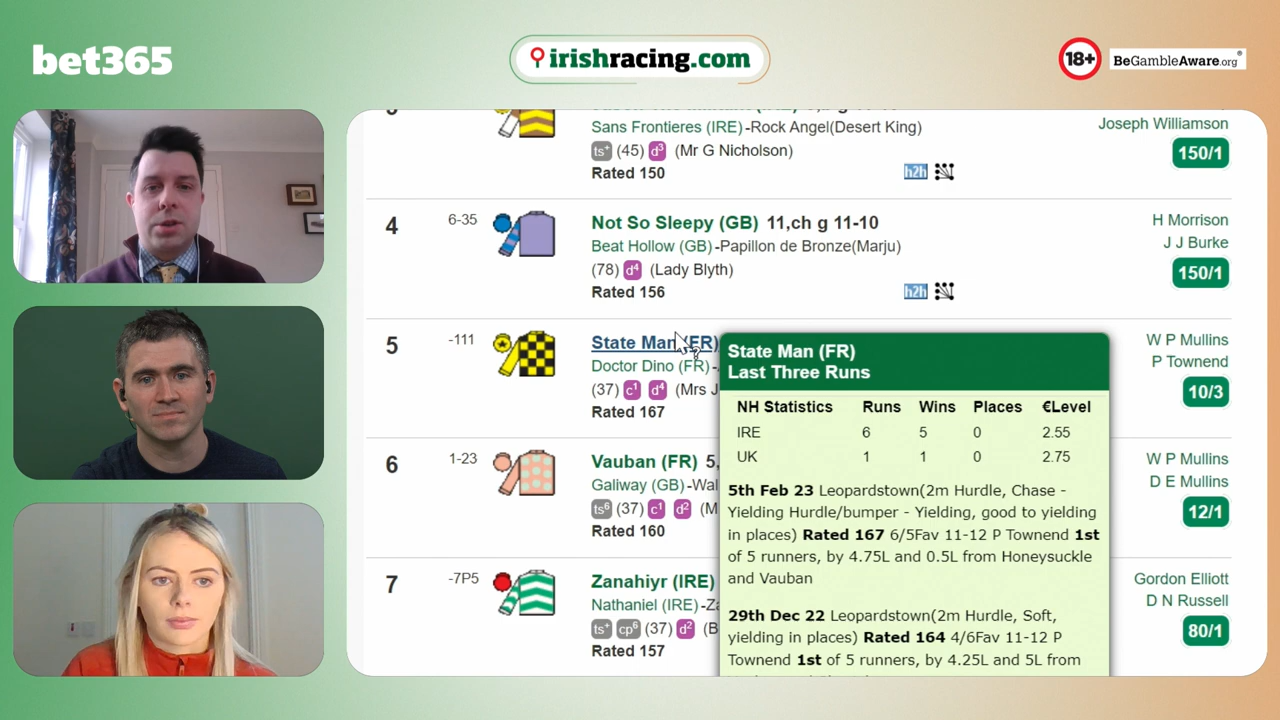 bet365
irishracing.com
18+
BeGambleAware.org®
Sans Frontieres (IRE)-Rock Angel(Desert King)
Joseph Williamson
ts+ (45) d3 (Mr G Nicholson)
150/1
Rated 150
h2h
4
6-35
Not So Sleepy (GB) 11,ch g 11-10
H Morrison
Beat Hollow (GB)-Papillon de Bronze(Marju)
J J Burke
(78) d4 (Lady Blyth)
150/1
Rated 156
h2h
5
-111
State Man (FR)
W P Mullins
Doctor Dino (FR)-
P Townend
(37) c1 d4 (Mrs J
10/3
Rated 167
State Man (FR)
Last Three Runs
NH Statistics Runs Wins Places €Level
IRE 6 5 0 2.55
UK 1 1 0 2.75
5th Feb 23 Leopardstown(2m Hurdle, Chase -
Yielding Hurdle/bumper - Yielding, good to yielding
in places) Rated 167 6/5Fav 11-12 P Townend 1st
of 5 runners, by 4.75L and 0.5L from Honeysuckle
and Vauban
29th Dec 22 Leopardstown(2m Hurdle, Soft,
yielding in places) Rated 164 4/6Fav 11-12 P
Townend 1st of 5 runners, by 4.25L and 5L from
6
1-23
Vauban (FR) 5,
W P Mullins
Galiway (GB)-Wal
D E Mullins
ts6 (37) c1 d2 (M
12/1
Rated 160
7
-7P5
Zanahiyr (IRE)
Gordon Elliott
Nathaniel (IRE)-Za
D N Russell
ts+ cp6 (37) d2 (B
80/1
Rated 157